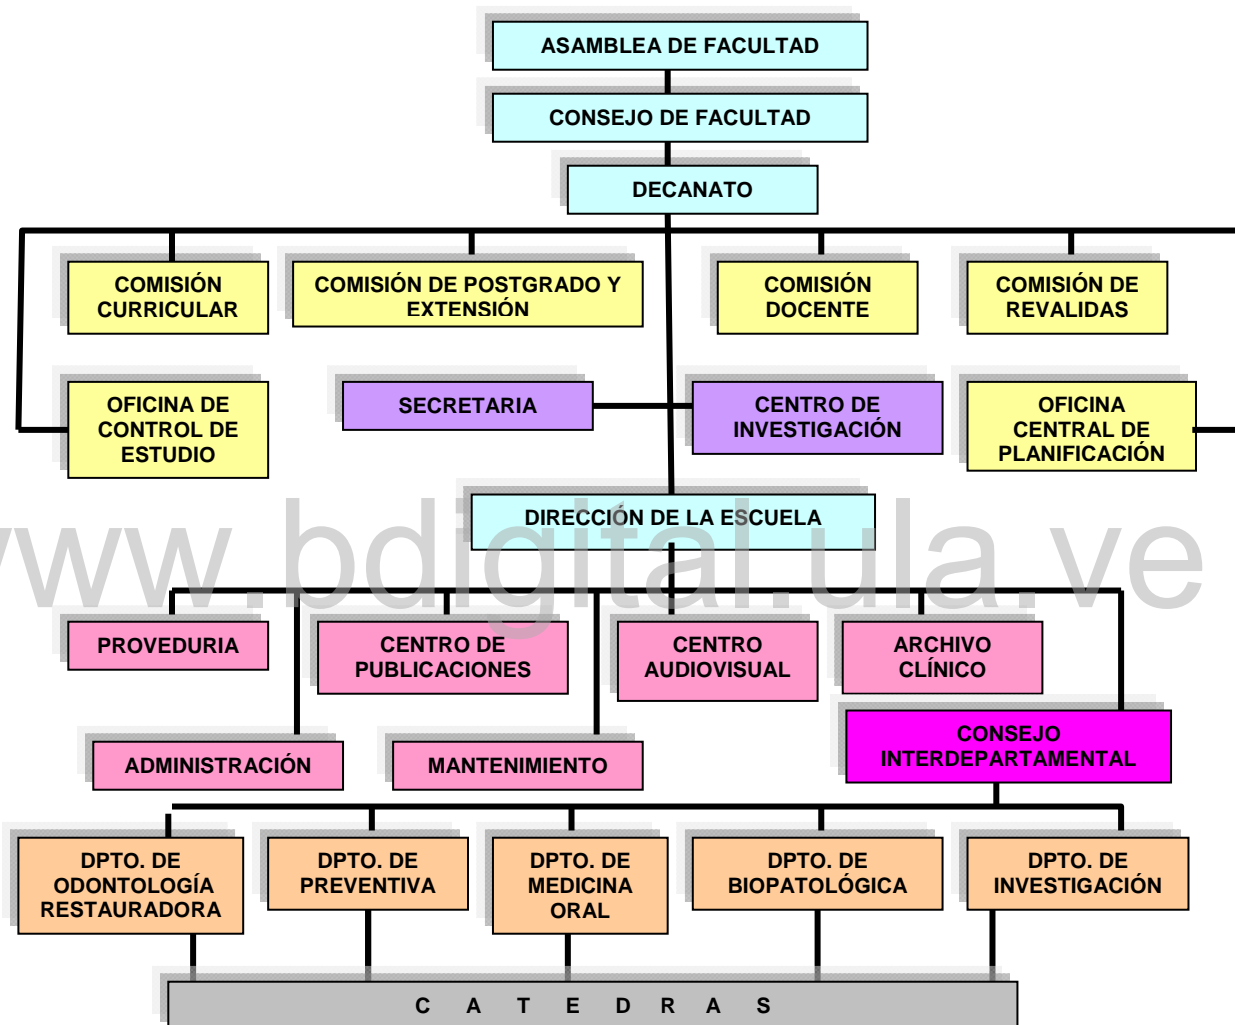 ASAMBLEA DE FACULTAD
CONSEJO DE FACULTAD
DECANATO
COMISIÓN
CURRICULAR
COMISIÓN DE POSTGRADO Y
EXTENSIÓN
COMISIÓN
DOCENTE
COMISIÓN DE
REVALIDAS
OFICINA DE
CONTROL DE
ESTUDIO
SECRETARIA
CENTRO DE
INVESTIGACIÓN
OFICINA
CENTRAL DE
PLANIFICACIÓN
DIRECCIÓN DE LA ESCUELA
www.bdigital.ula.ve
PROVEDURIA
CENTRO DE
PUBLICACIONES
CENTRO
AUDIOVISUAL
ARCHIVO
CLÍNICO
ADMINISTRACIÓN
MANTENIMIENTO
CONSEJO
INTERDEPARTAMENTAL
DPTO. DE
ODONTOLOGÍA
RESTAURADORA
DPTO. DE
PREVENTIVA
DPTO. DE
MEDICINA
ORAL
DPTO. DE
BIOPATOLÓGICA
DPTO. DE
INVESTIGACIÓN
C A T E D R A S